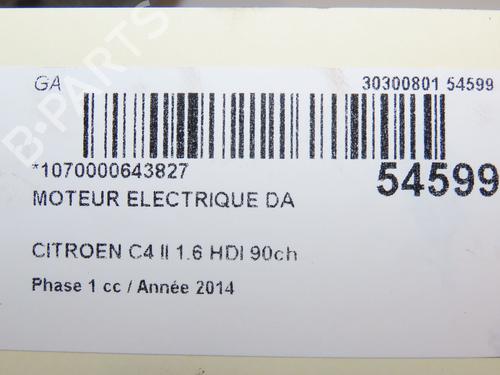 GA 30300801 54599
*1070000643827 54599
MOTEUR ELECTRIQUE DA
CITROEN C4 II 1.6 HDI 90ch
Phase 1 cc / Année 2014
B-PARTS